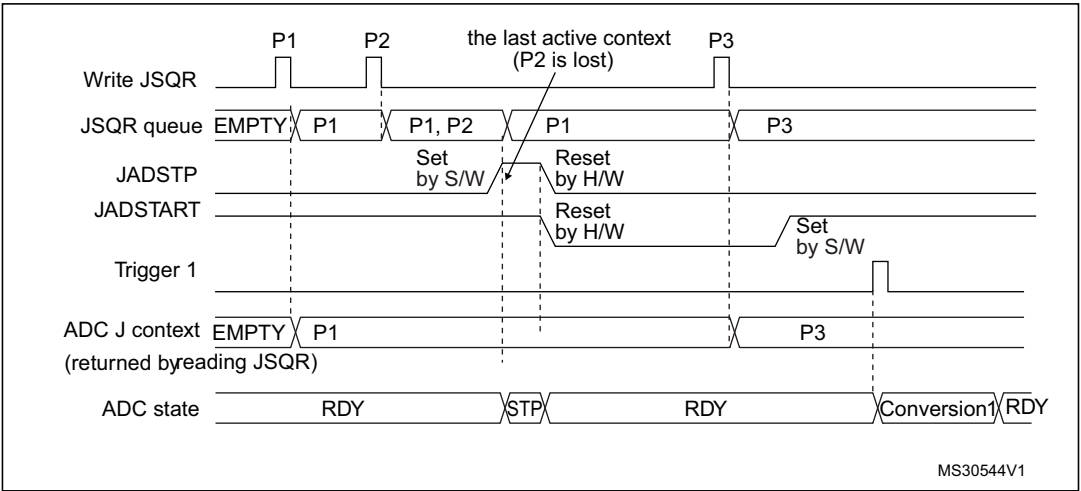 P1 P2 the last active context P3
(P2 is lost)
Write JSQR
JSQR queue EMPTY P1 P1, P2 P1 P3
Set Reset
JADSTP by S/W by H/W
JADSTART Reset Set
by H/W by S/W
Trigger 1
ADC J context EMPTY P1 P3
(returned byreading JSQR)
ADC state RDY STP RDY Conversion1 RDY
MS30544V1